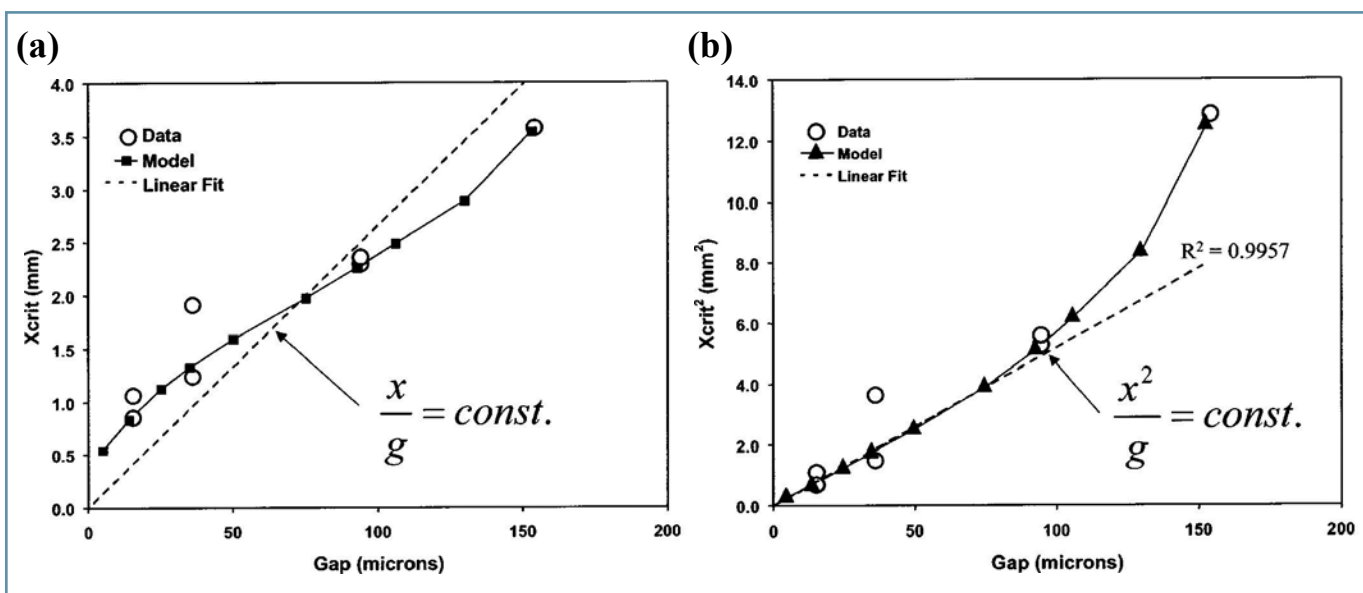 (a)
4.0
3.5
3.0
2.5
2.0
1.5
1.0
0.5
0.0
Xcrit (mm)
Data
Model
Linear Fit
x/g = const.
0 50 100 150 200
Gap (microns)
(b)
14.0
12.0
10.0
8.0
6.0
4.0
2.0
0.0
Xcrit² (mm²)
Data
Model
Linear Fit
R² = 0.9957
x²/g = const.
0 50 100 150 200
Gap (microns)